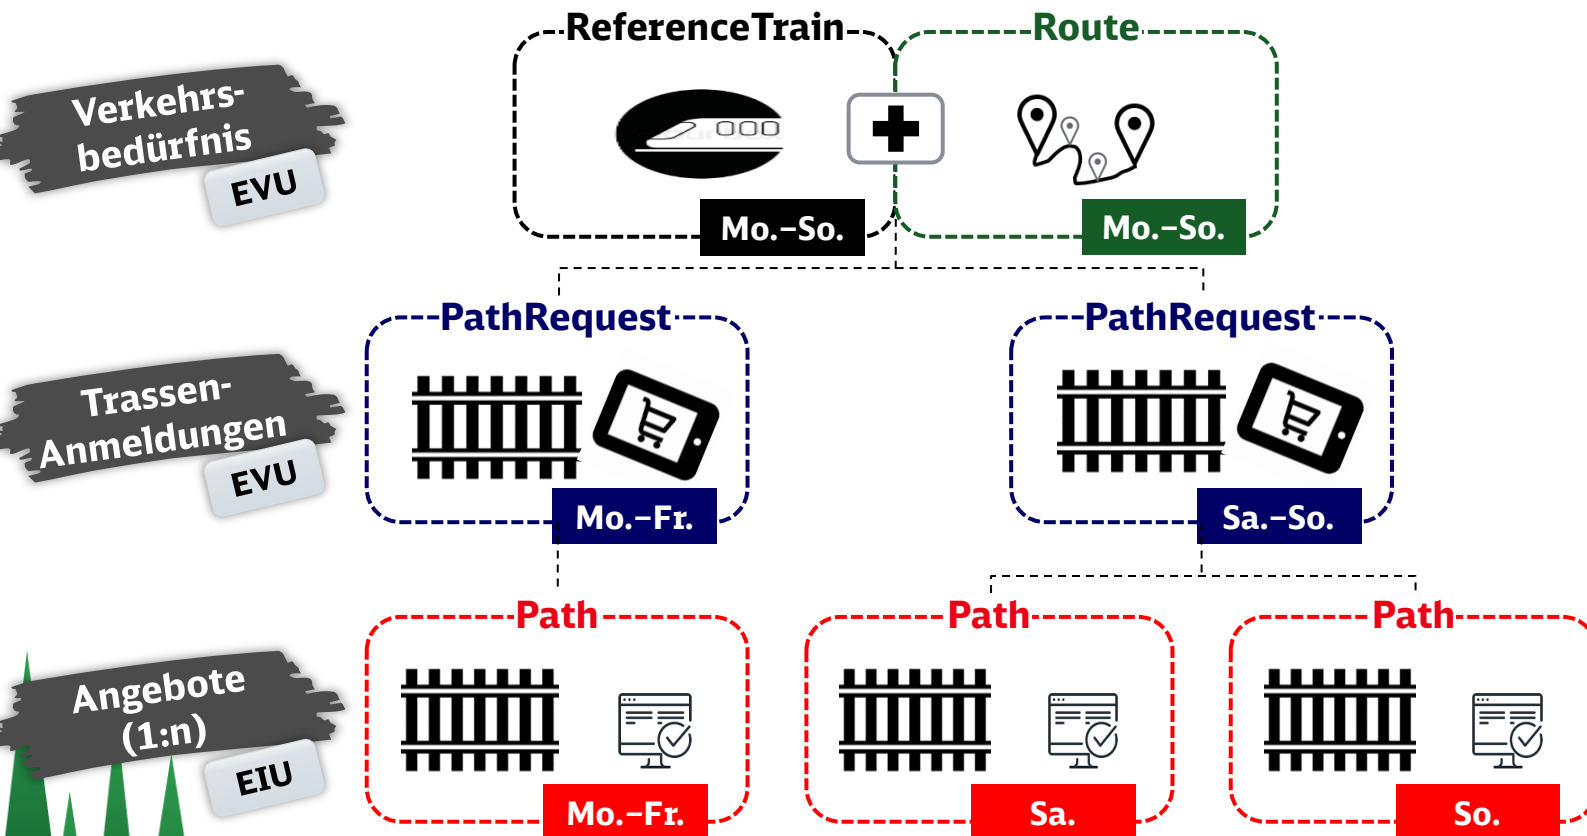 ReferenceTrain
Route
Verkehrs-
bedürfnis
EVU
Mo.–So.
Mo.–So.
PathRequest
PathRequest
Trassen-
Anmeldungen
EVU
Mo.–Fr.
Sa.–So.
Path
Path
Path
Angebote
(1:n)
EIU
Mo.–Fr.
Sa.
So.